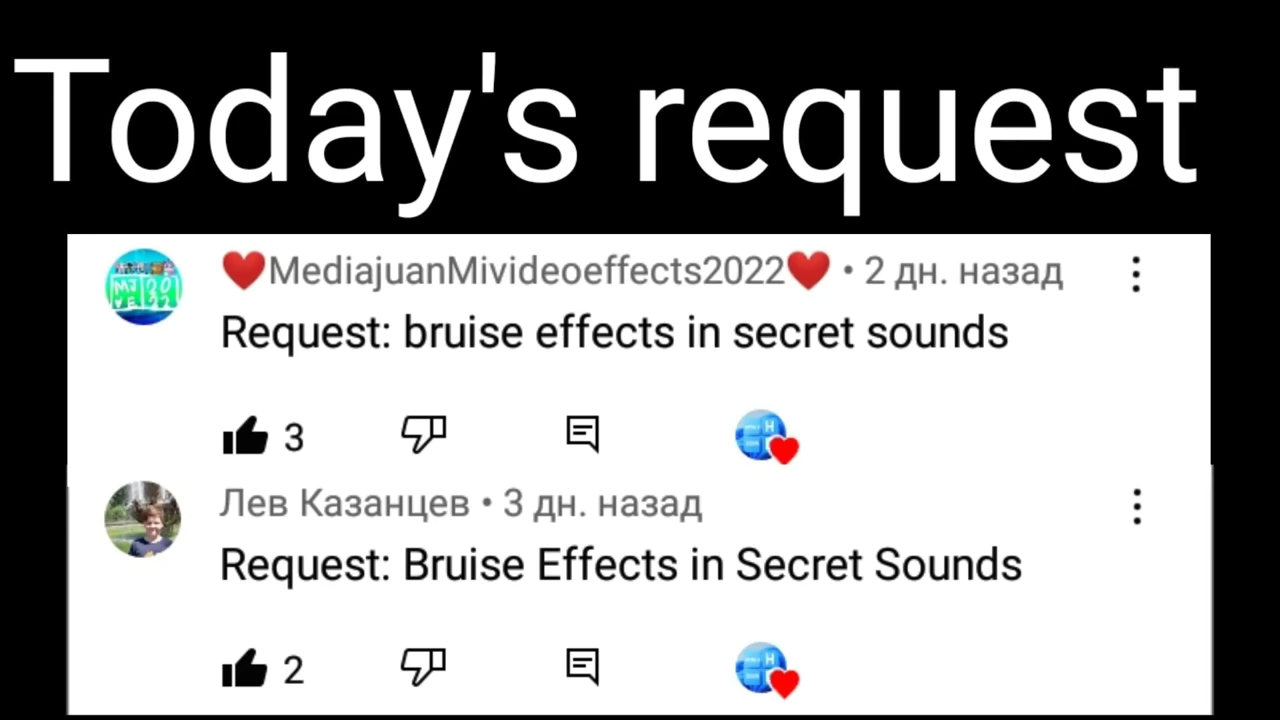 Today's request
❤️MediajuanMivideoeffects2022❤️ • 2 дн. назад
Request: bruise effects in secret sounds
3
Лев Казанцев • 3 дн. назад
Request: Bruise Effects in Secret Sounds
2